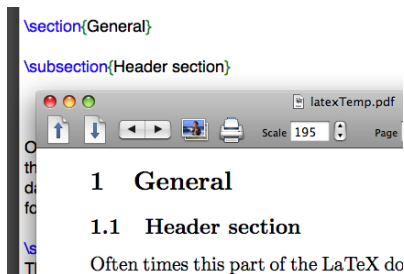 \section{General}
\subsection{Header section}
latexTemp.pdf
Scale 195 Page
1 General
1.1 Header section
Often times this part of the LaTeX do